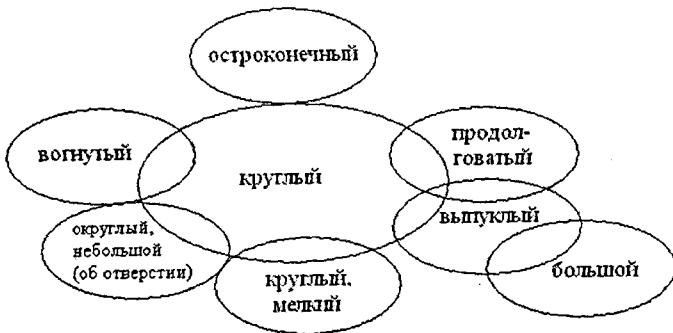 остроконечный
продол-
говатый
вогнутый
круглый
выпуклый
округлый,
небольшой
(об отверстии)
большой
круглый,
мелкий